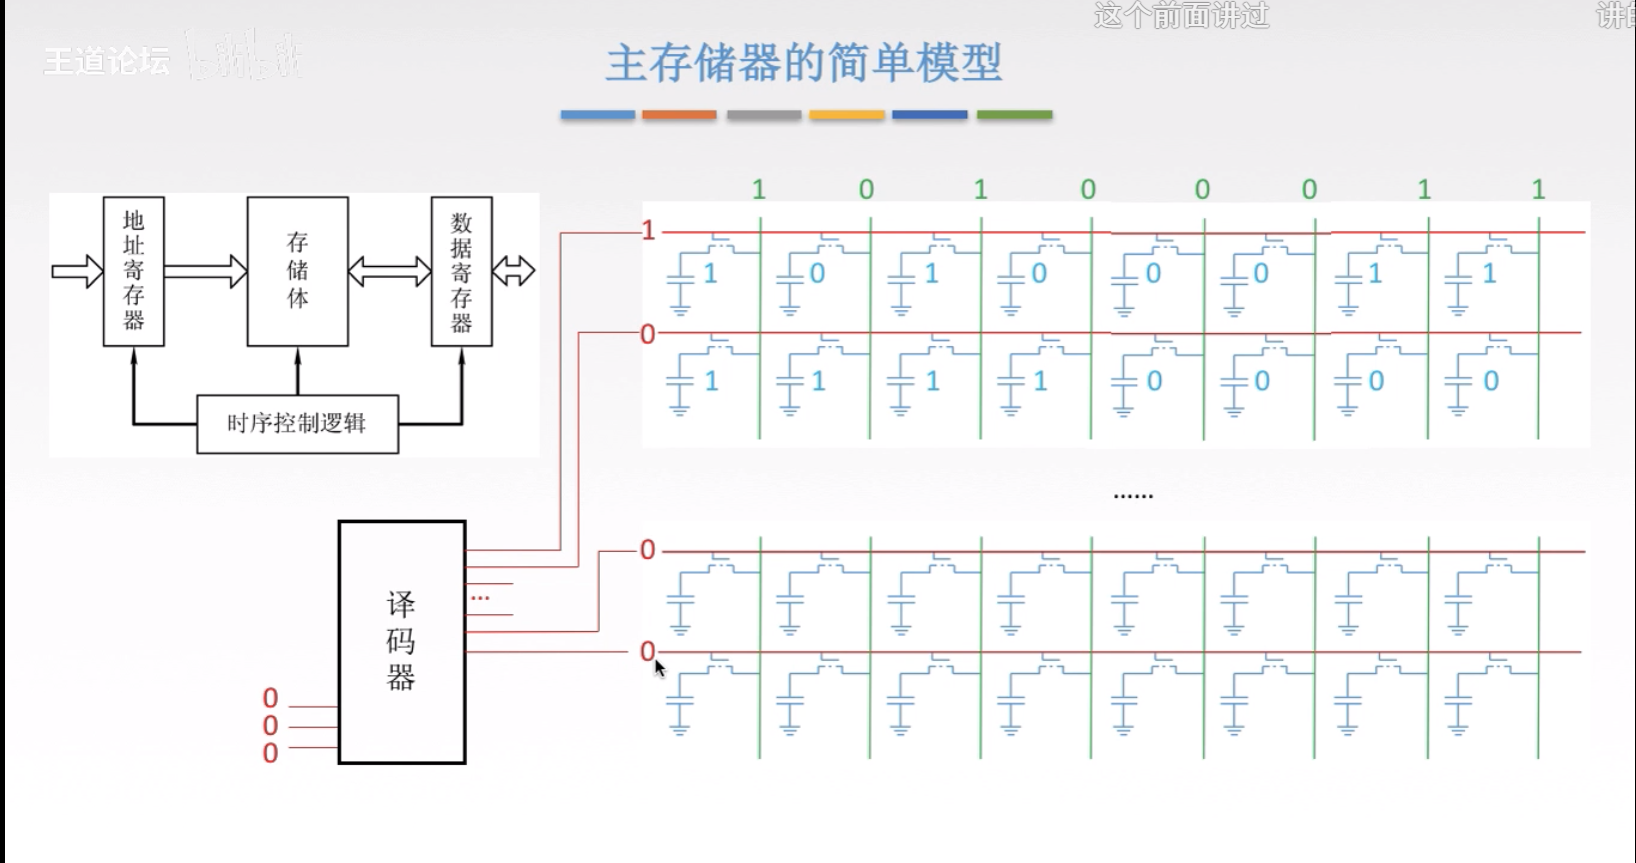 这个前面讲过
王道论坛 bilibili
主存储器的简单模型
地址寄存器
存储体
数据寄存器
时序控制逻辑
1 0 1 0 0 0 1 1
1
1 0 1 0 0 0 1 1
0
1 1 1 1 0 0 0 0
......
译码器
...
0
0
0
0
0